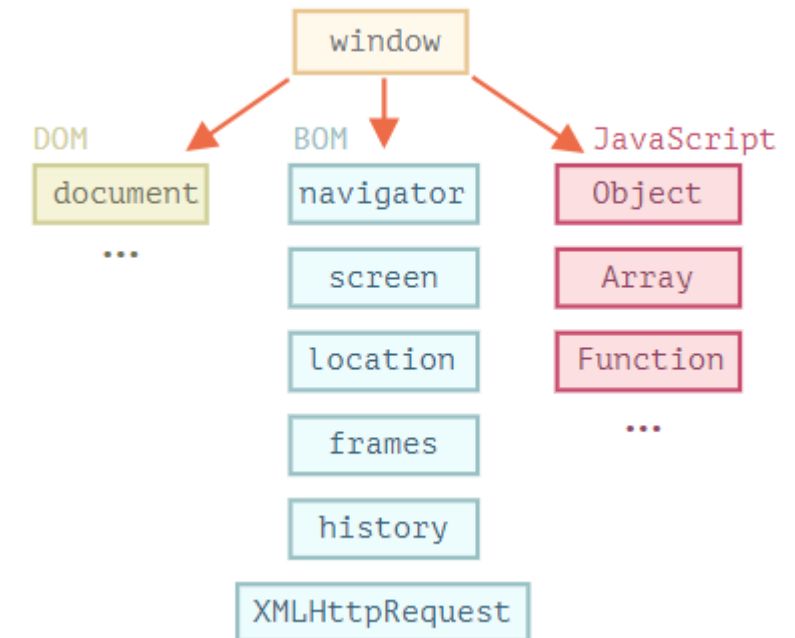 window
DOM
BOM
JavaScript
document
navigator
Object
...
screen
Array
location
Function
frames
...
history
XMLHttpRequest